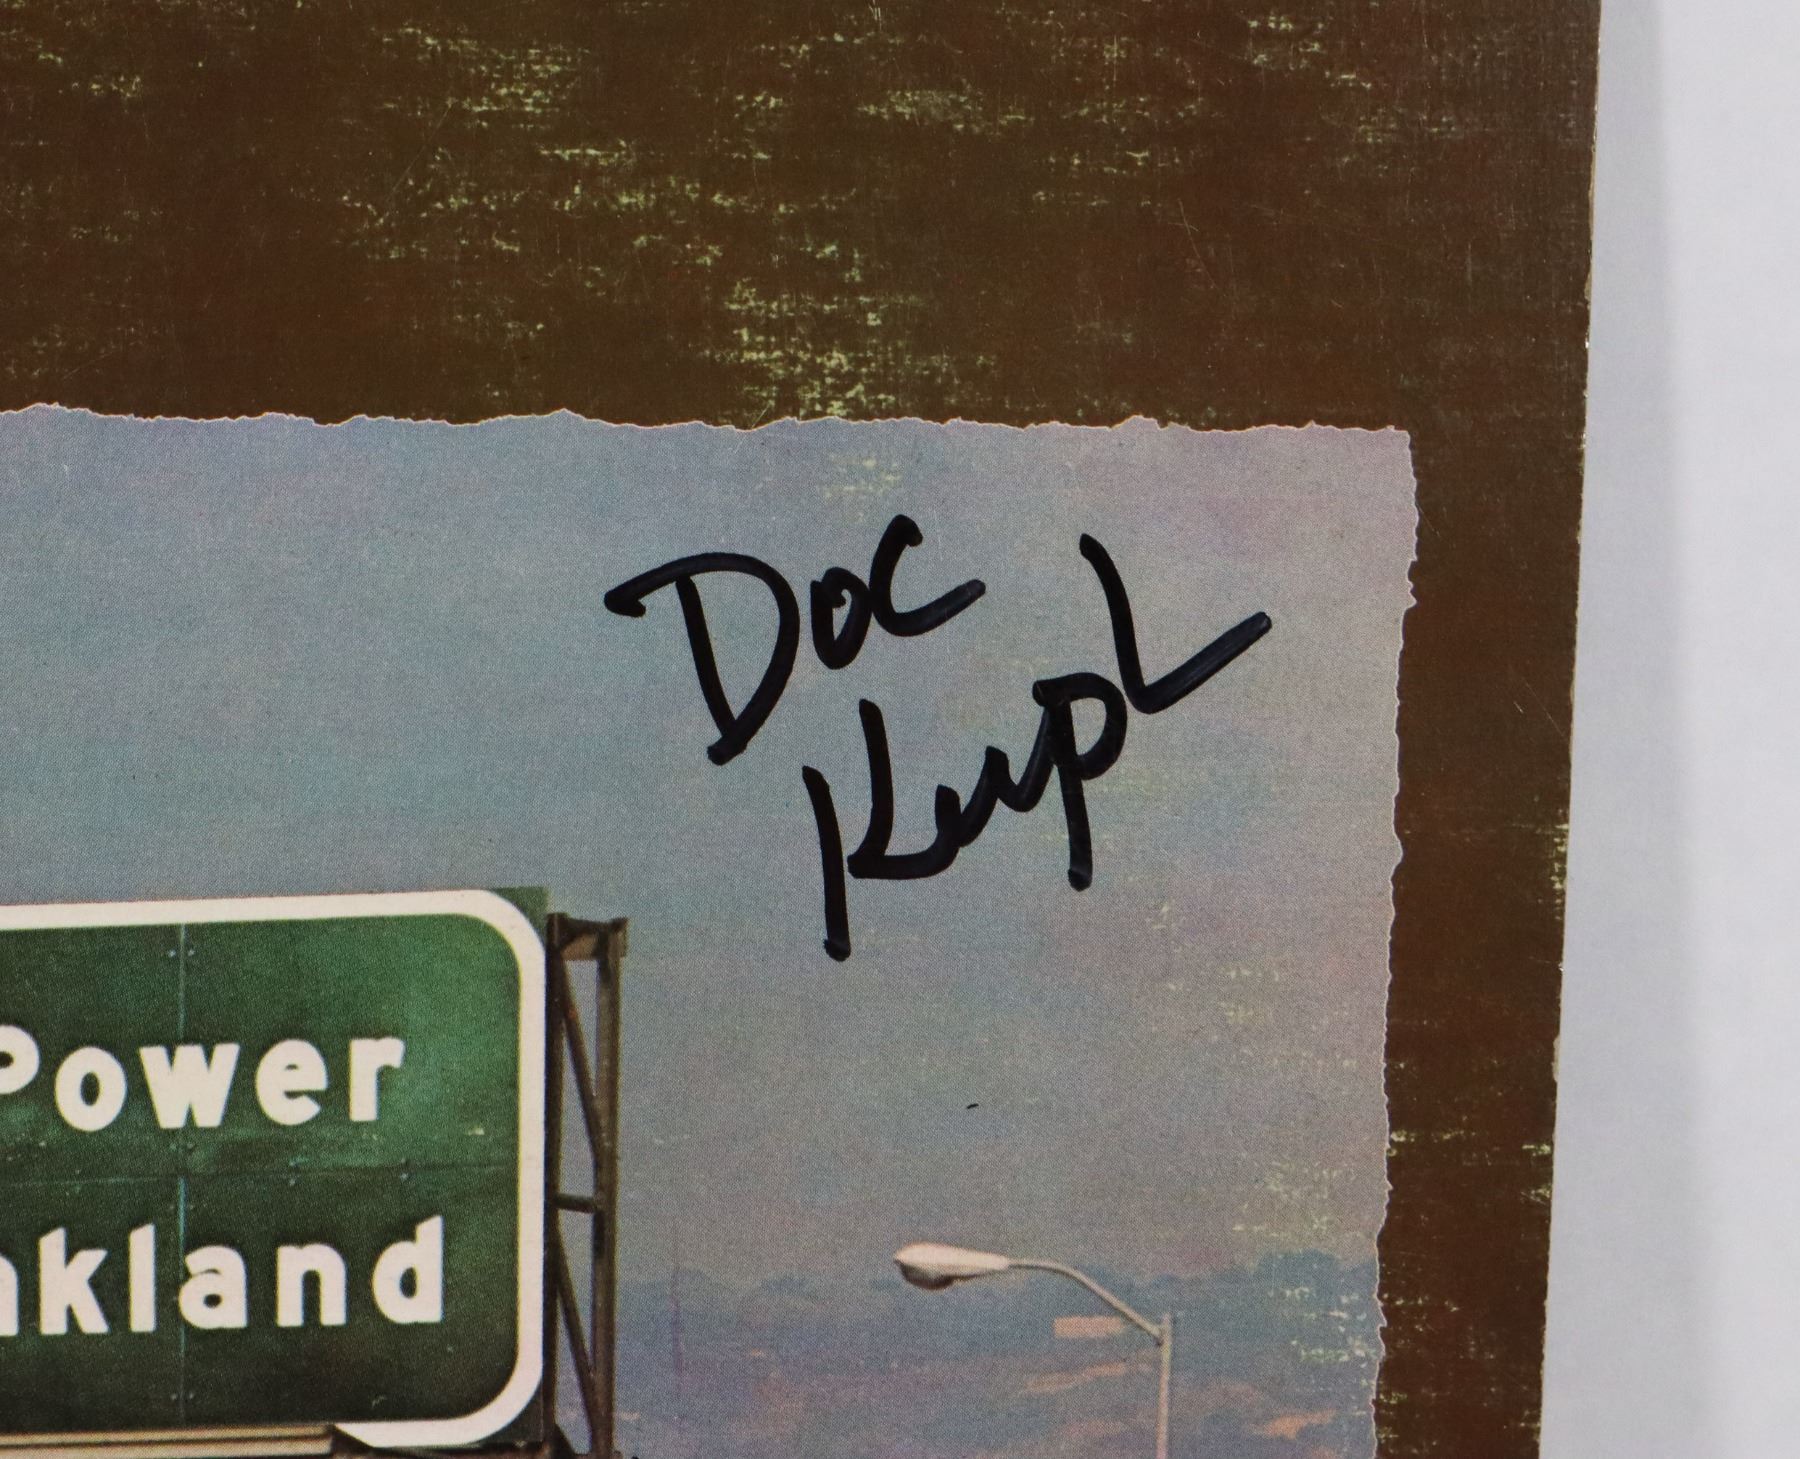 Doc
Kupl
Power
akland